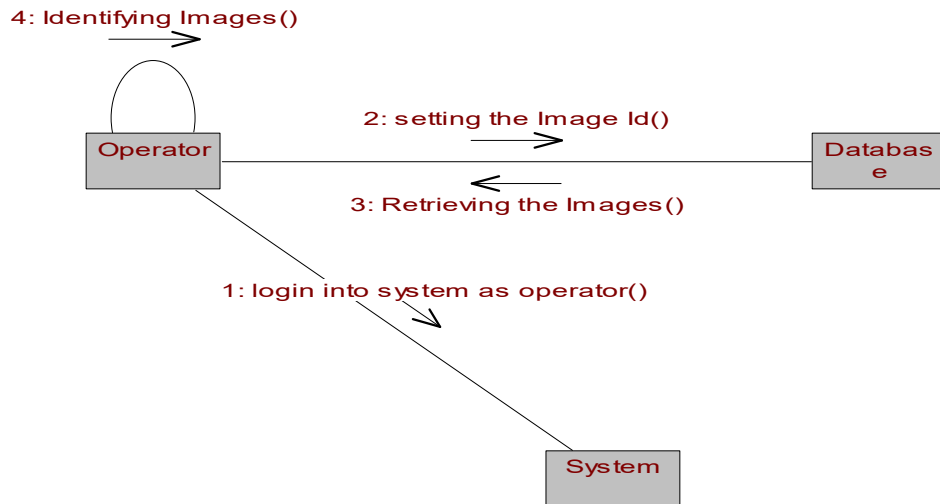 4: Identifying Images()
2: setting the Image Id()
Operator
Databas
e
3: Retrieving the Images()
1: login into system as operator()
System